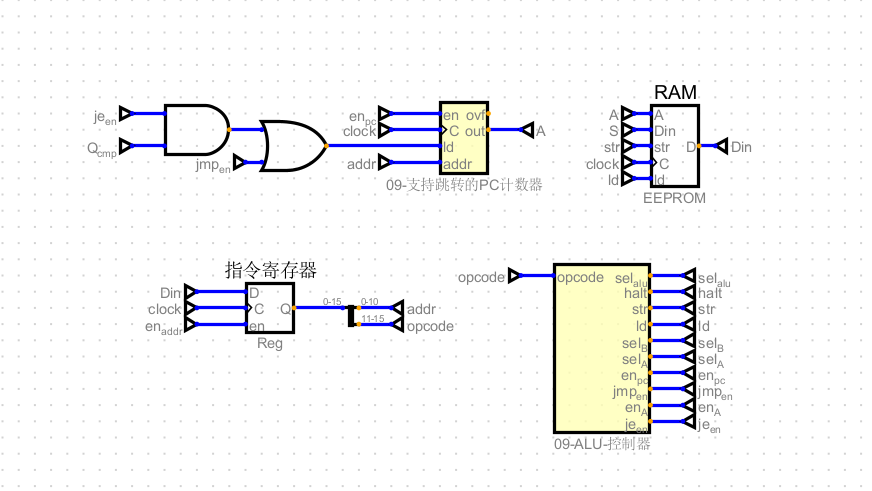 je_en
Q_cmp
jmp_en
en_pc
clock
addr
en ovf
C out
ld
addr
A
09-支持跳转的PC计数器
RAM
A
S
str
clock
ld
A
Din
str
C
ld
D
Din
EEPROM
指令寄存器
Din
clock
en_addr
D
C
en
Q
Reg
0-15
0-10
11-15
addr
opcode
opcode
opcode
sel_alu
halt
str
ld
sel_B
sel_A
en_pc
jmp_en
en_A
je_en
sel_alu
halt
str
ld
sel_B
sel_A
en_pc
jmp_en
en_A
je_en
09-ALU-控制器